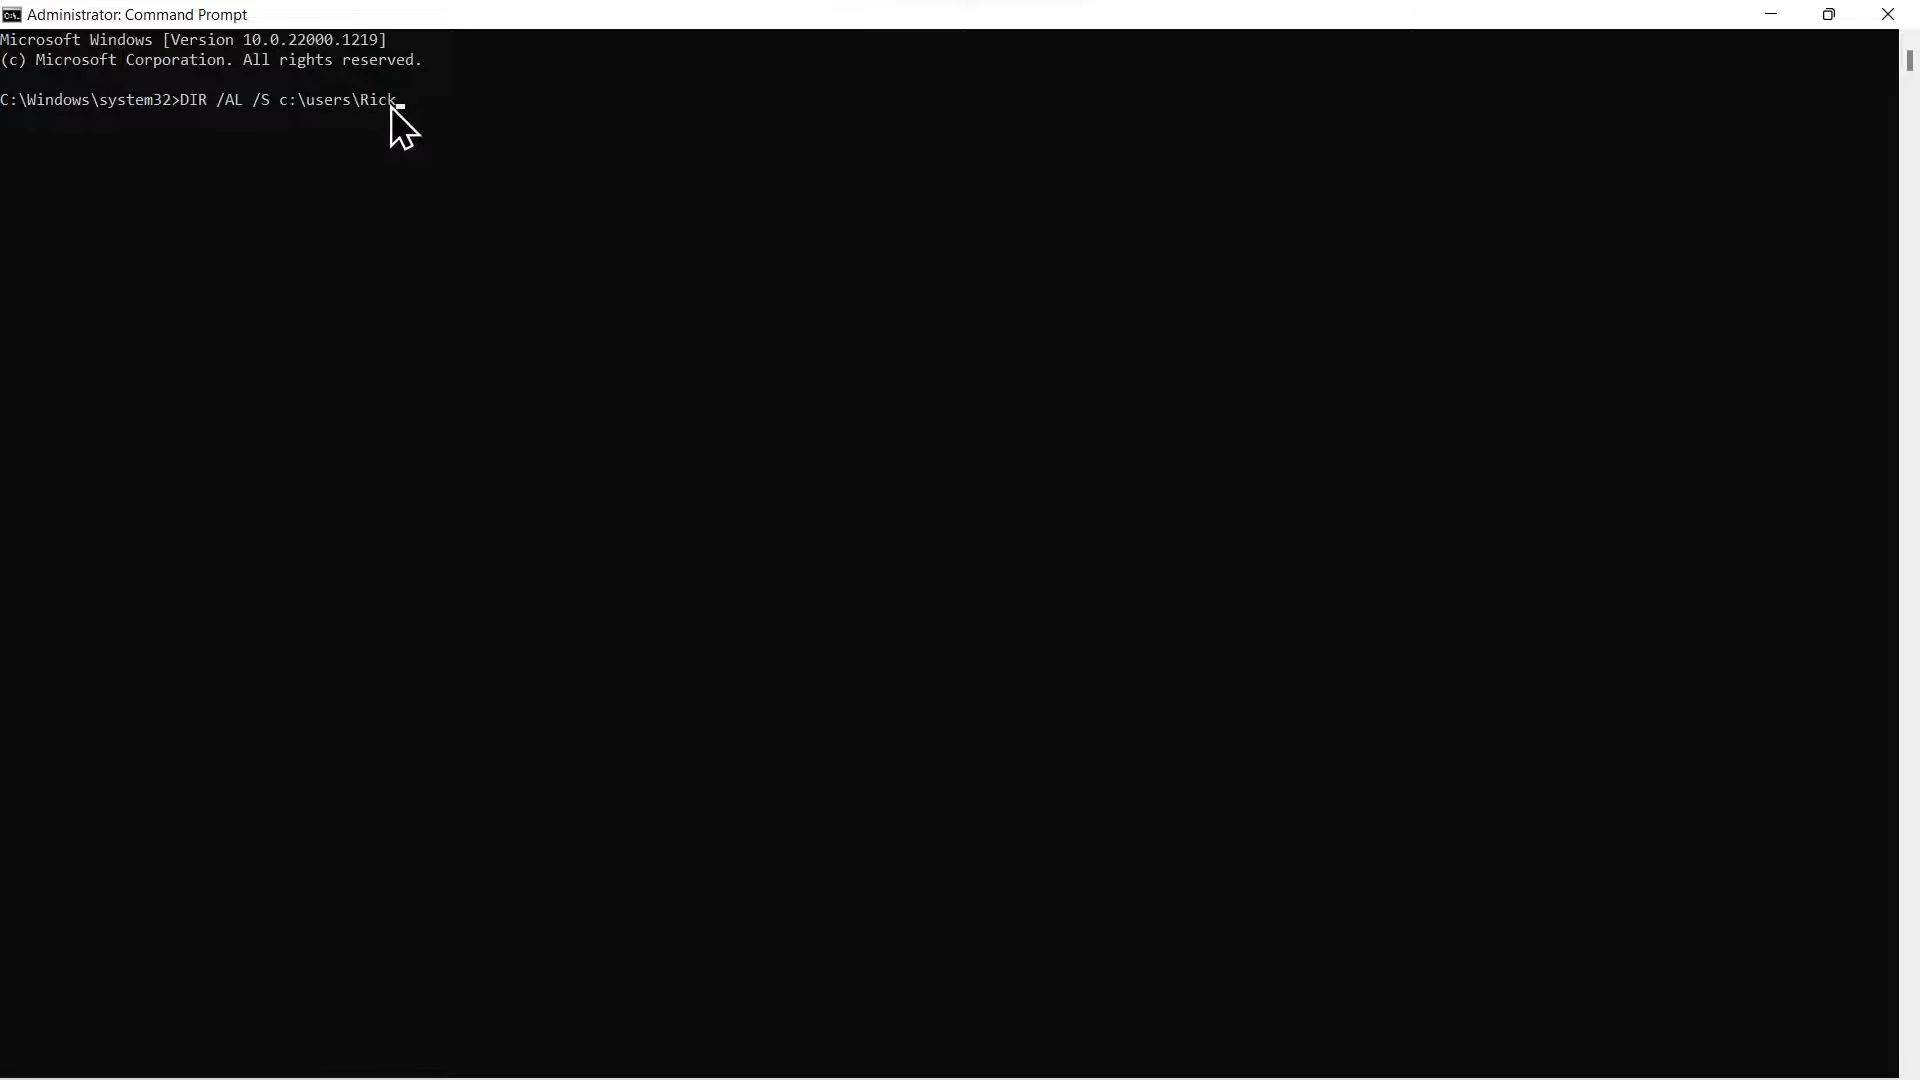 Administrator: Command Prompt
Microsoft Windows [Version 10.0.22000.1219]
(c) Microsoft Corporation. All rights reserved.
C:\Windows\system32>DIR /AL /S c:\users\Rick